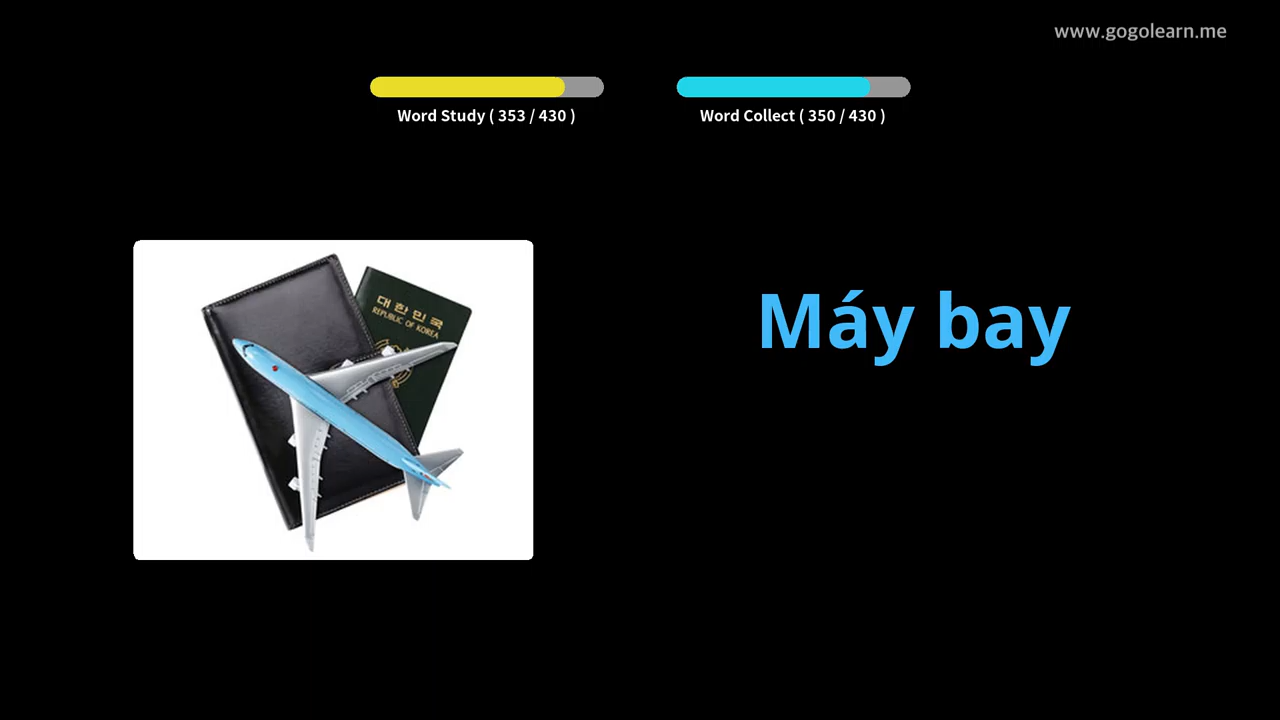 www.gogolearn.me
Word Study ( 353 / 430 )
Word Collect ( 350 / 430 )
대한민국
REPUBLIC OF KOREA
Máy bay